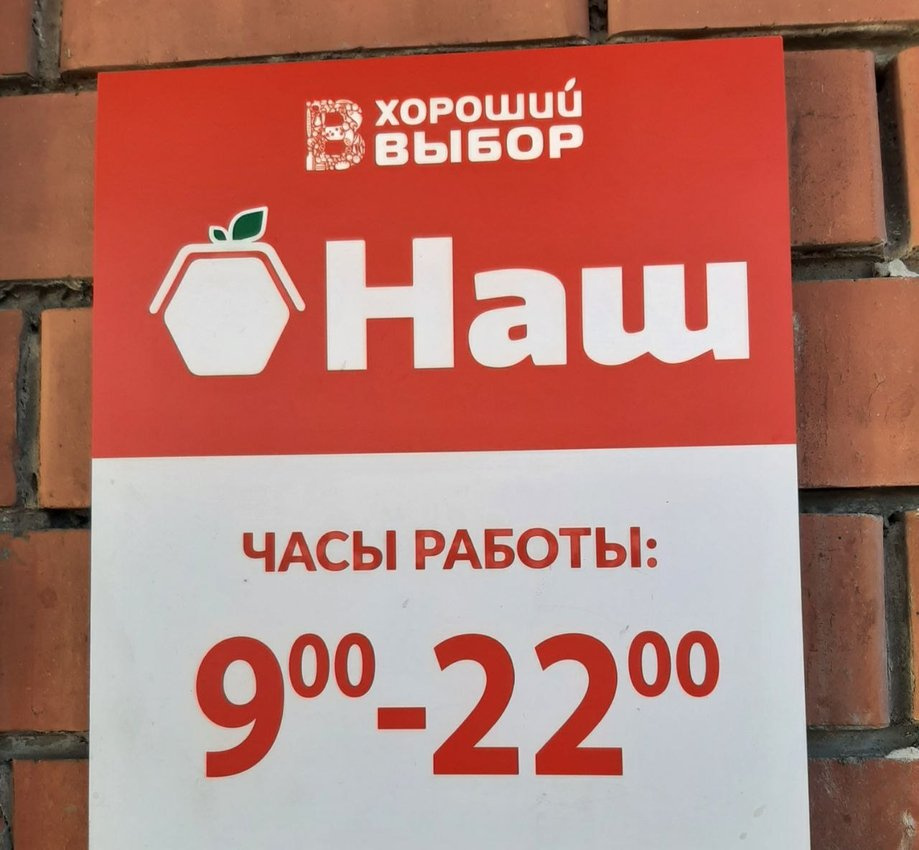 В ХОРОШИЙ
ВЫБОР
Наш
ЧАСЫ РАБОТЫ:
9⁰⁰-22⁰⁰